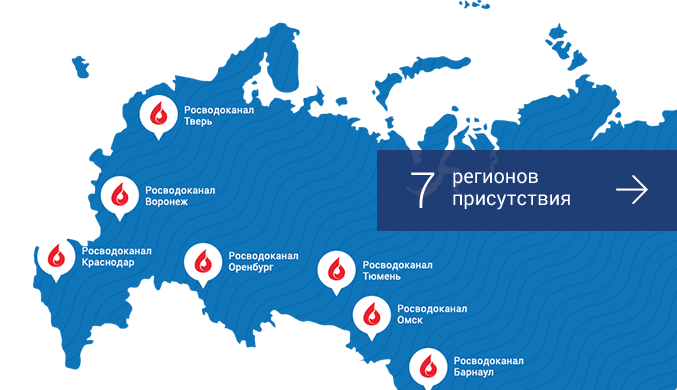 Росводоканал
Тверь
7 регионов
присутствия
Росводоканал
Воронеж
Росводоканал
Краснодар
Росводоканал
Оренбург
Росводоканал
Тюмень
Росводоканал
Омск
Росводоканал
Барнаул